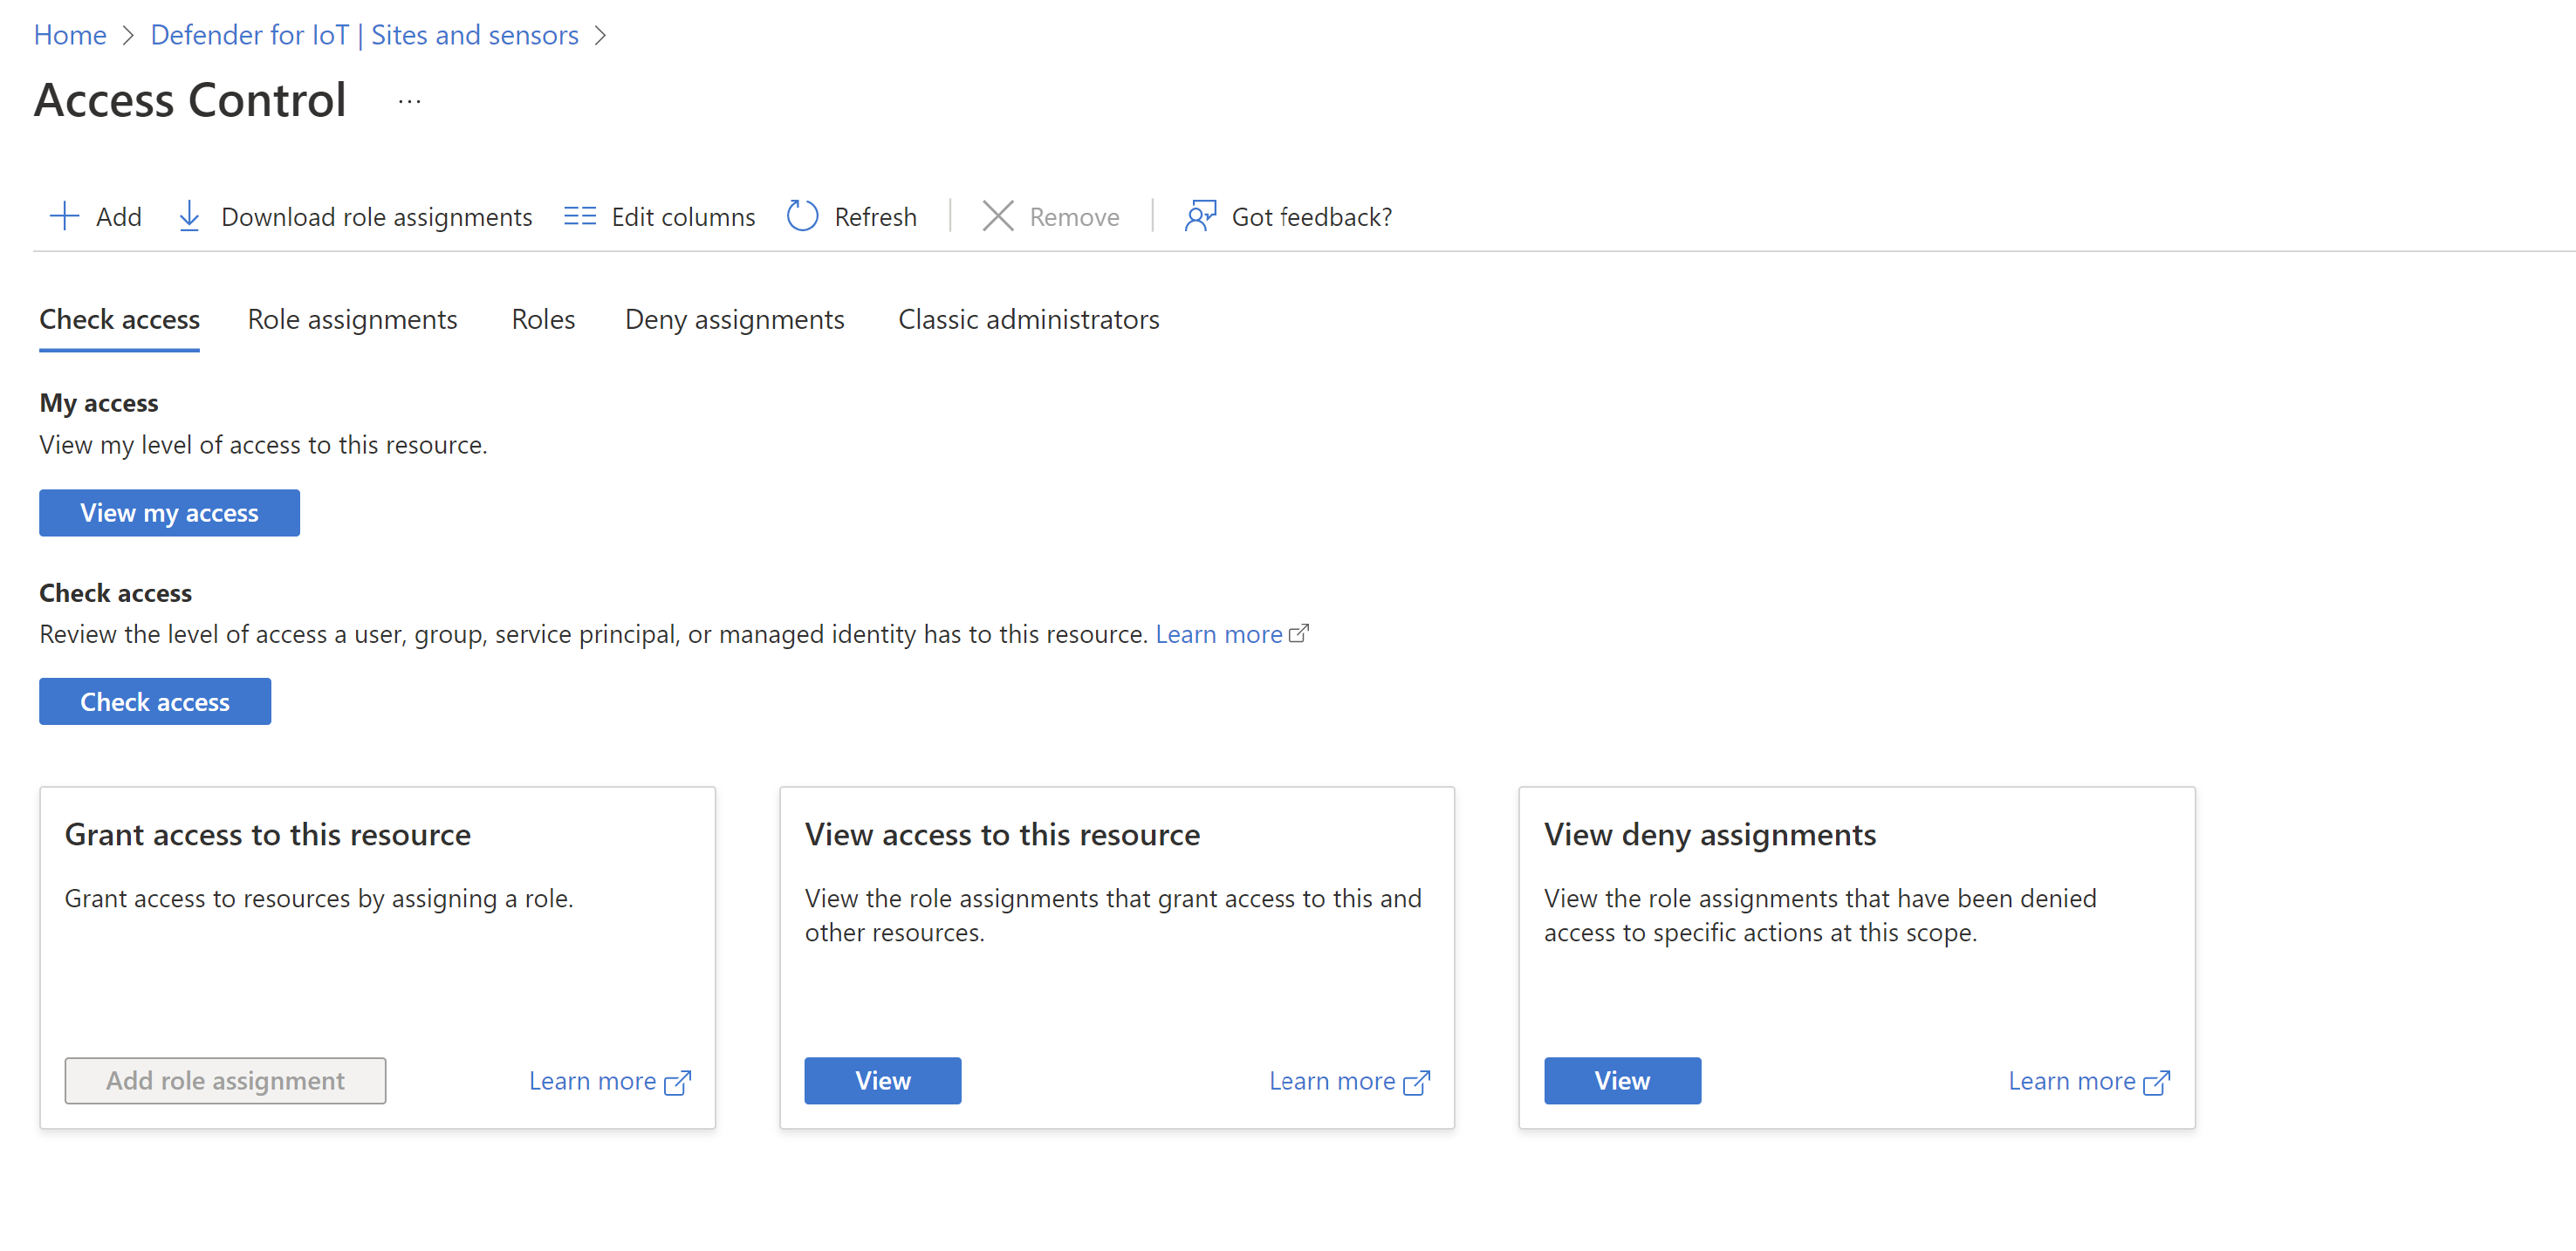 Home > Defender for IoT | Sites and sensors >
Access Control ...
Add Download role assignments Edit columns Refresh Remove Got feedback?
Check access Role assignments Roles Deny assignments Classic administrators
My access
View my level of access to this resource.
View my access
Check access
Review the level of access a user, group, service principal, or managed identity has to this resource. Learn more
Check access
Grant access to this resource
Grant access to resources by assigning a role.
Add role assignment Learn more
View access to this resource
View the role assignments that grant access to this and
other resources.
View Learn more
View deny assignments
View the role assignments that have been denied
access to specific actions at this scope.
View Learn more